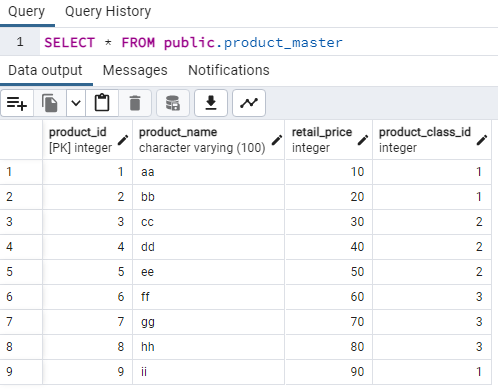 Query Query History
1 SELECT * FROM public.product_master
Data output Messages Notifications
product_id product_name retail_price product_class_id
[PK] integer character varying (100) integer integer
1 1 aa 10 1
2 2 bb 20 1
3 3 cc 30 2
4 4 dd 40 2
5 5 ee 50 2
6 6 ff 60 3
7 7 gg 70 3
8 8 hh 80 3
9 9 ii 90 1